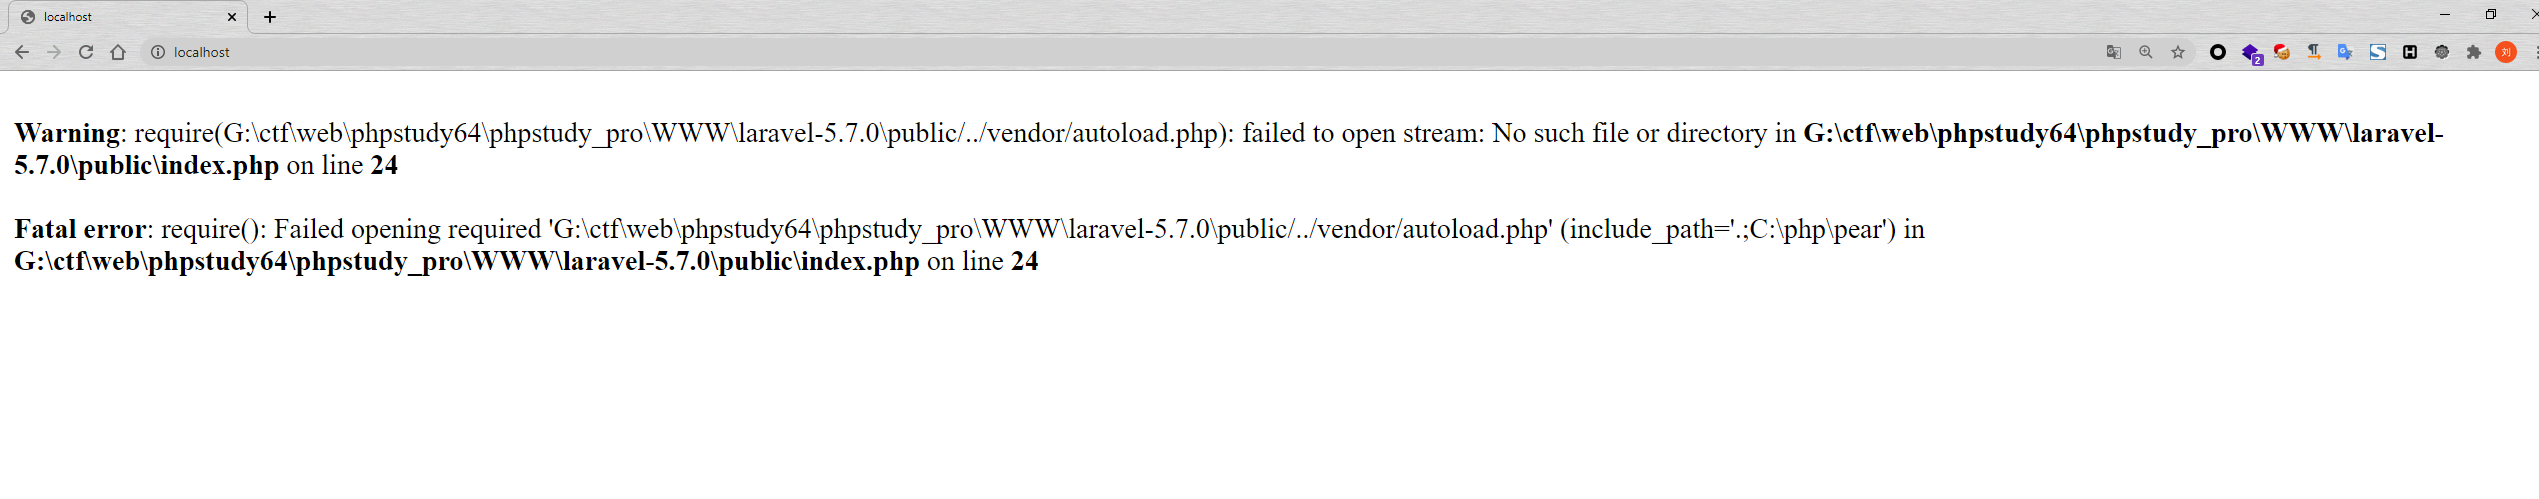 localhost
localhost
2
刘
Warning: require(G:\ctf\web\phpstudy64\phpstudy_pro\WWW\laravel-5.7.0\public/../vendor/autoload.php): failed to open stream: No such file or directory in G:\ctf\web\phpstudy64\phpstudy_pro\WWW\laravel-
5.7.0\public\index.php on line 24
Fatal error: require(): Failed opening required 'G:\ctf\web\phpstudy64\phpstudy_pro\WWW\laravel-5.7.0\public/../vendor/autoload.php' (include_path='.;C:\php\pear') in
G:\ctf\web\phpstudy64\phpstudy_pro\WWW\laravel-5.7.0\public\index.php on line 24